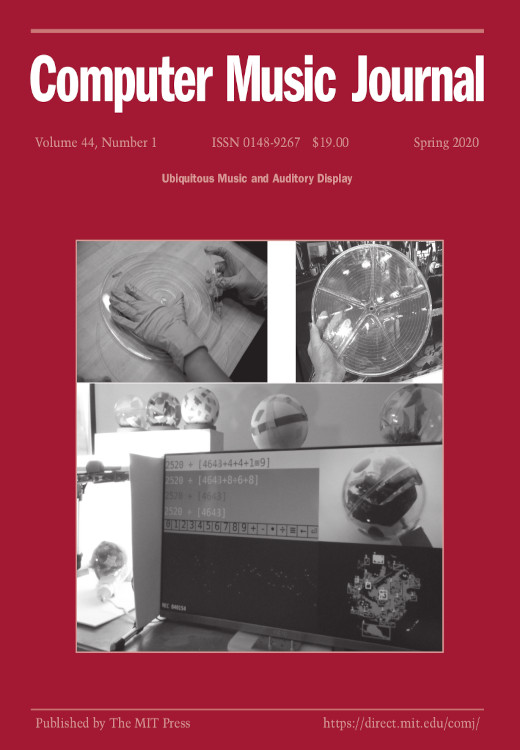 Computer Music Journal
Volume 44, Number 1 ISSN 0148-9267 $19.00 Spring 2020
Ubiquitous Music and Auditory Display
2520 ÷ [4643+4+4+1≡9]
2520 ÷ [4643+8÷6+8]
2520 ÷ [4643]
2520 ÷ [4643]
0 1 2 3 4 5 6 7 8 9 + - • ÷ ≡ ← ⏎
Published by The MIT Press https://direct.mit.edu/comj/